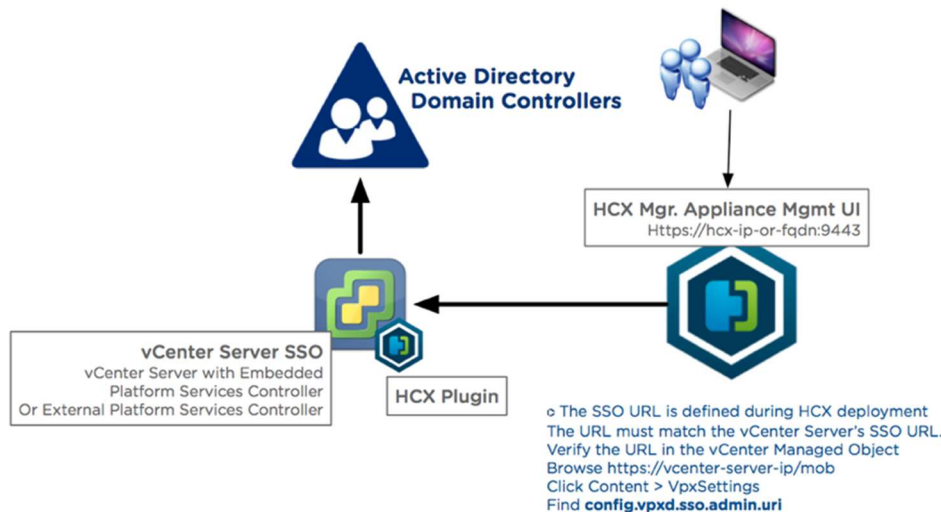 Active Directory
Domain Controllers
HCX Mgr. Appliance Mgmt UI
Https://hcx-ip-or-fqdn:9443
vCenter Server SSO
vCenter Server with Embedded
Platform Services Controller
Or External Platform Services Controller
HCX Plugin
The SSO URL is defined during HCX deployment
The URL must match the vCenter Server's SSO URL.
Verify the URL in the vCenter Managed Object
Browse https://vcenter-server-ip/mob
Click Content > VpxSettings
Find config.vpxd.sso.admin.uri